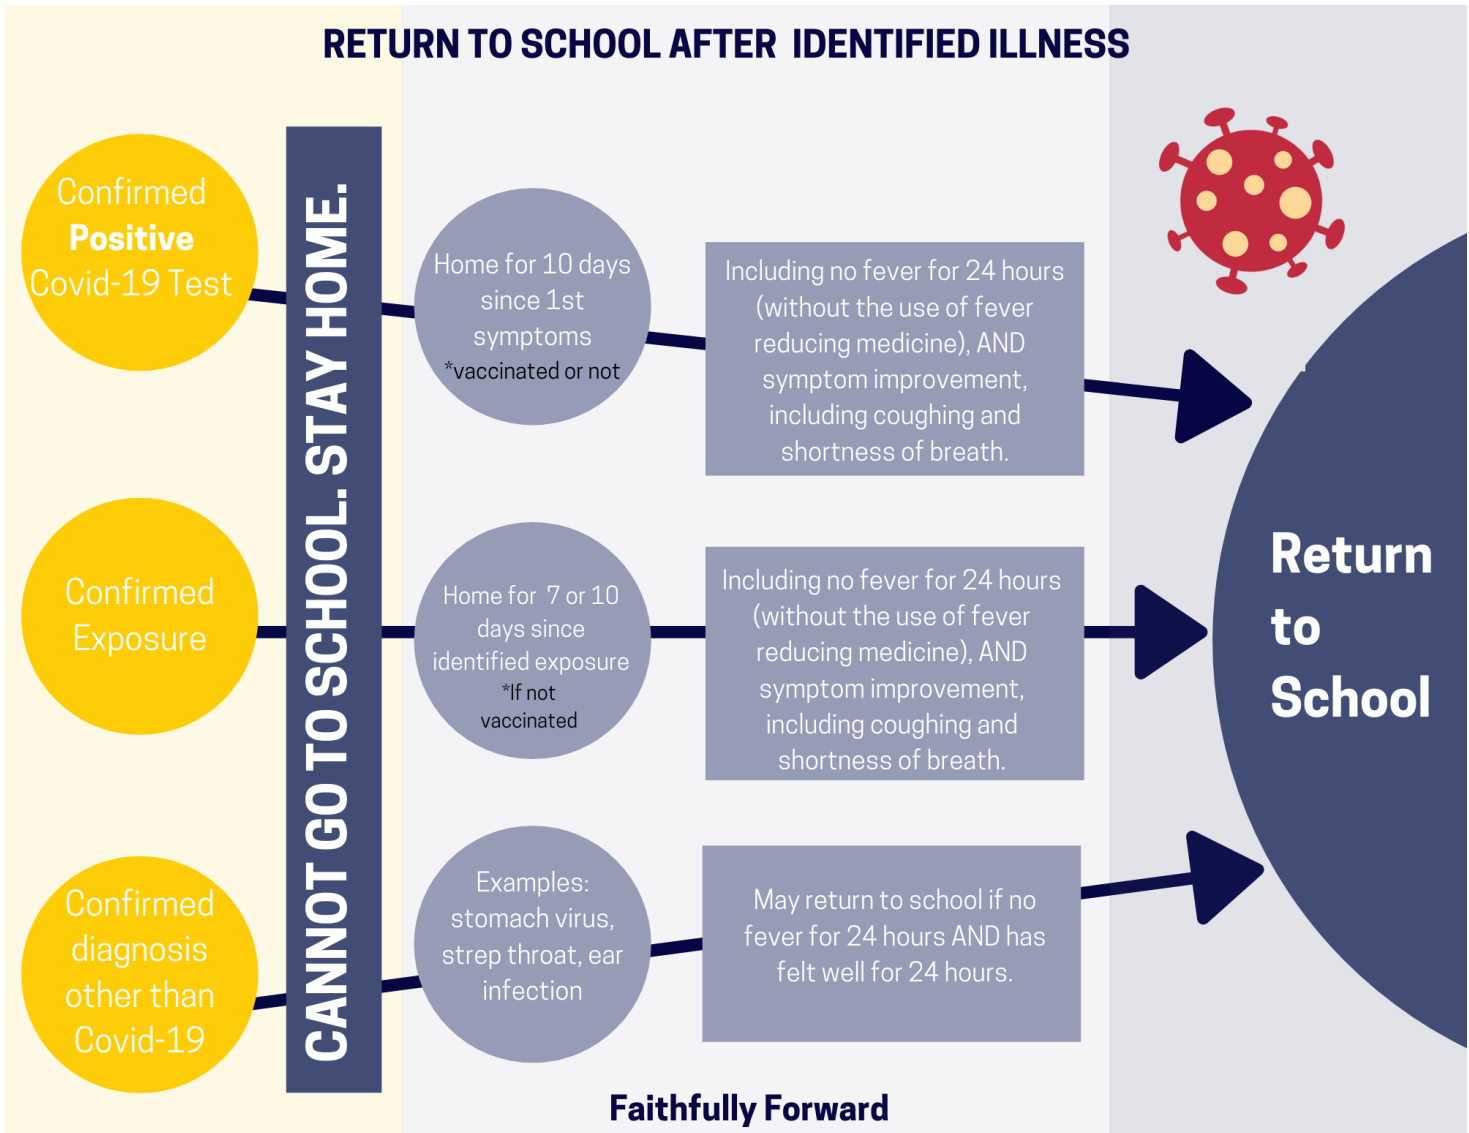 RETURN TO SCHOOL AFTER  IDENTIFIED ILLNESS
Confirmed
Positive
Covid-19 Test
CANNOT GO TO SCHOOL. STAY HOME.
Home for 10 days
since 1st
symptoms
*vaccinated or not
Including no fever for 24 hours
(without the use of fever
reducing medicine), AND
symptom improvement,
including coughing and
shortness of breath.
Confirmed
Exposure
Home for  7 or 10
days since
identified exposure
*If not
vaccinated
Including no fever for 24 hours
(without the use of fever
reducing medicine), AND
symptom improvement,
including coughing and
shortness of breath.
Return
to
School
Confirmed
diagnosis
other than
Covid-19
Examples:
stomach virus,
strep throat, ear
infection
May return to school if no
fever for 24 hours AND has
felt well for 24 hours.
Faithfully Forward